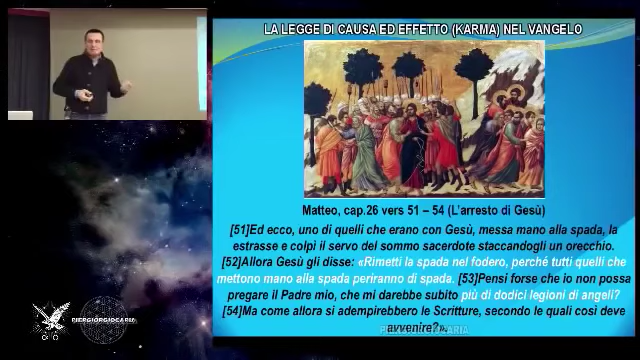 LA LEGGE DI CAUSA ED EFFETTO (KARMA) NEL VANGELO
Matteo, cap.26 vers 51 – 54 (L'arresto di Gesù)
[51]Ed ecco, uno di quelli che erano con Gesù, messa mano alla spada, la
estrasse e colpì il servo del sommo sacerdote staccandogli un orecchio.
[52]Allora Gesù gli disse: «Rimetti la spada nel fodero, perché tutti quelli che
mettono mano alla spada periranno di spada. [53]Pensi forse che io non possa
pregare il Padre mio, che mi darebbe subito più di dodici legioni di angeli?
[54]Ma come allora si adempirebbero le Scritture, secondo le quali così deve
avvenire?».
PIERGIORGIOCARIA